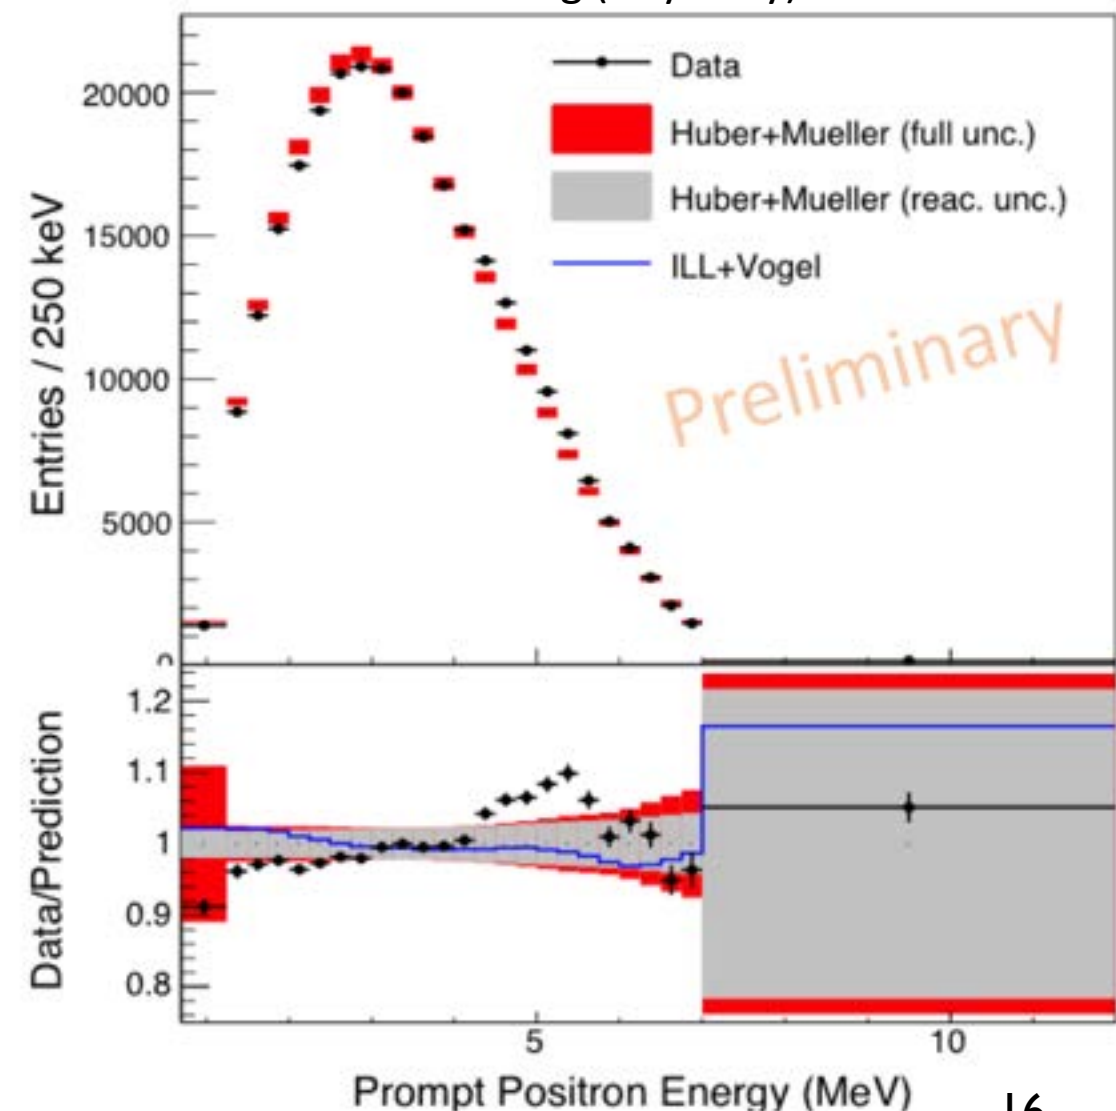 20000
15000
10000
5000
Entries / 250 keV
Data
Huber+Mueller (full unc.)
Huber+Mueller (reac. unc.)
ILL+Vogel
Preliminary
1.2
1.1
1
0.9
0.8
Data/Prediction
5
10
Prompt Positron Energy (MeV)
16